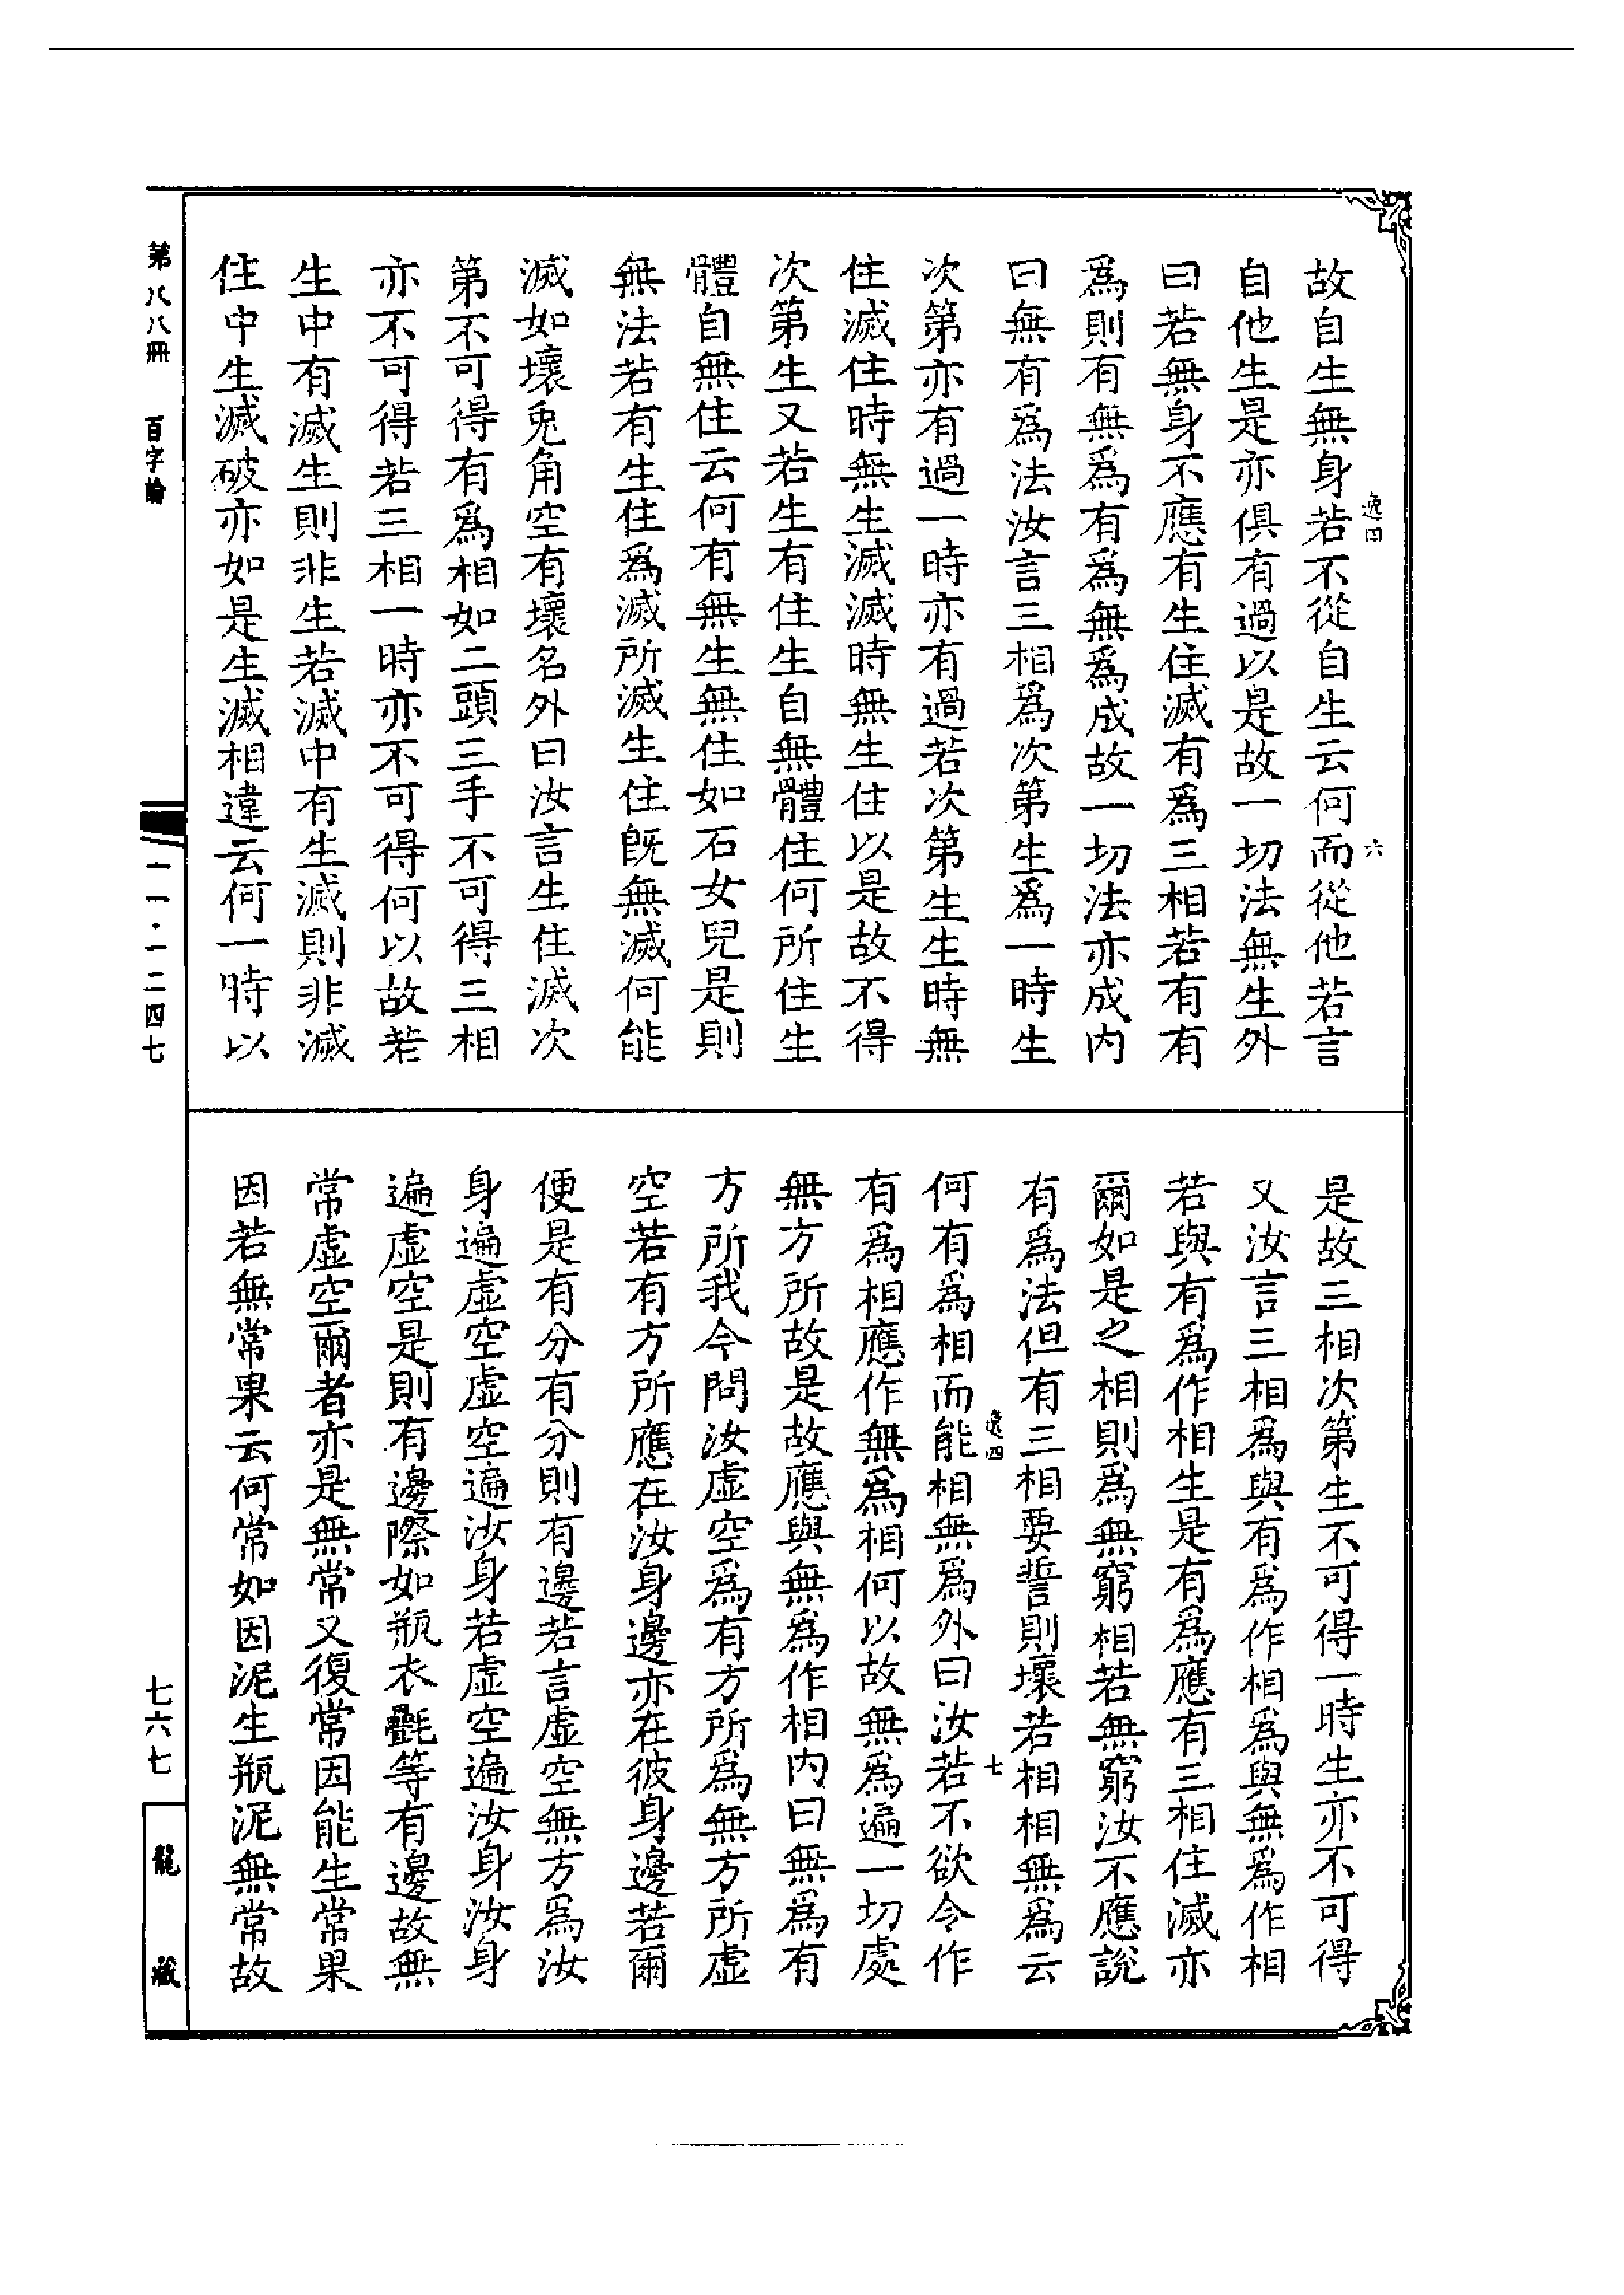 故自生無身若不從自生云何而從他若言
自他生是亦俱有過以是故一切法無生外
曰若無身不應有生住滅有爲三相若有有
爲則有無爲有爲無爲成故一切法亦成内
曰無有爲法汝言三相爲次第生爲一時生
次第亦有過一時亦有過若次第生生時無
住滅住時無生滅滅時無生住以是故不得
次第生又若生有住生自無體住何所住生
體自無住云何有無生無住如石女兒是則
無法若有生住爲滅所滅生住旣無滅何能
滅如壞兎角空有壞名外曰汝言生住滅次
第不可得有爲相如二頭三手不可得三相
亦不可得若三相一時亦不可得何以故若
生中有滅生則非生若滅中有生滅則非滅
住中生滅破亦如是生滅相違云何一時以
逸四
六
是故三相次第生不可得一時生亦不可得
又汝言三相爲與有爲作相爲與無爲作相
若與有爲作相生是有爲應有三相住滅亦
爾如是之相則爲無窮相若無窮汝不應說
有爲法但有三相要誓則壞若相相無爲云
何有爲相而能相無爲外曰汝若不欲令作
有爲相應作無爲相何以故無爲遍一切處
無方所故是故應與無爲作相内曰無爲有
方所我今問汝虛空爲有方所爲無方所虛
空若有方所應在汝身邊亦在彼身邊若爾
便是有分有分則有邊若言虛空無方爲汝
身遍虛空虛空遍汝身若虛空遍汝身汝身
遍虛空是則有邊際如瓶衣氎等有邊故無
常虛空爾者亦是無常又復常因能生常果
因若無常果云何常如因泥生瓶泥無常故
逸四
七
第八八冊　百字論
一一·一二四七
七六七
龍藏